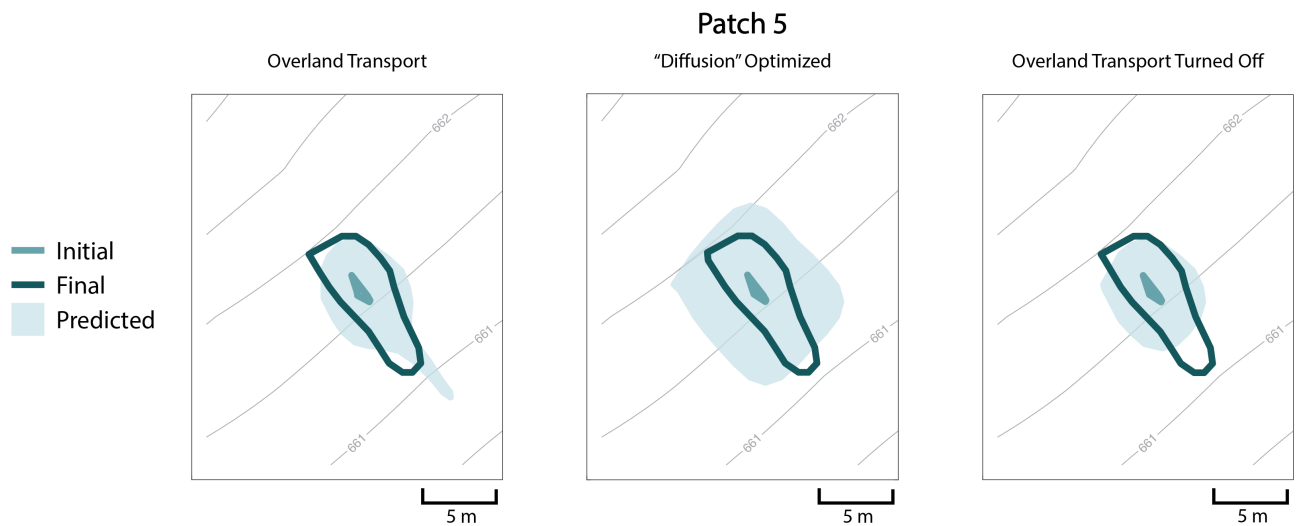 Patch 5
Overland Transport
“Diffusion” Optimized
Overland Transport Turned Off
Initial
Final
Predicted
662
661
661
662
661
661
662
661
661
5 m
5 m
5 m